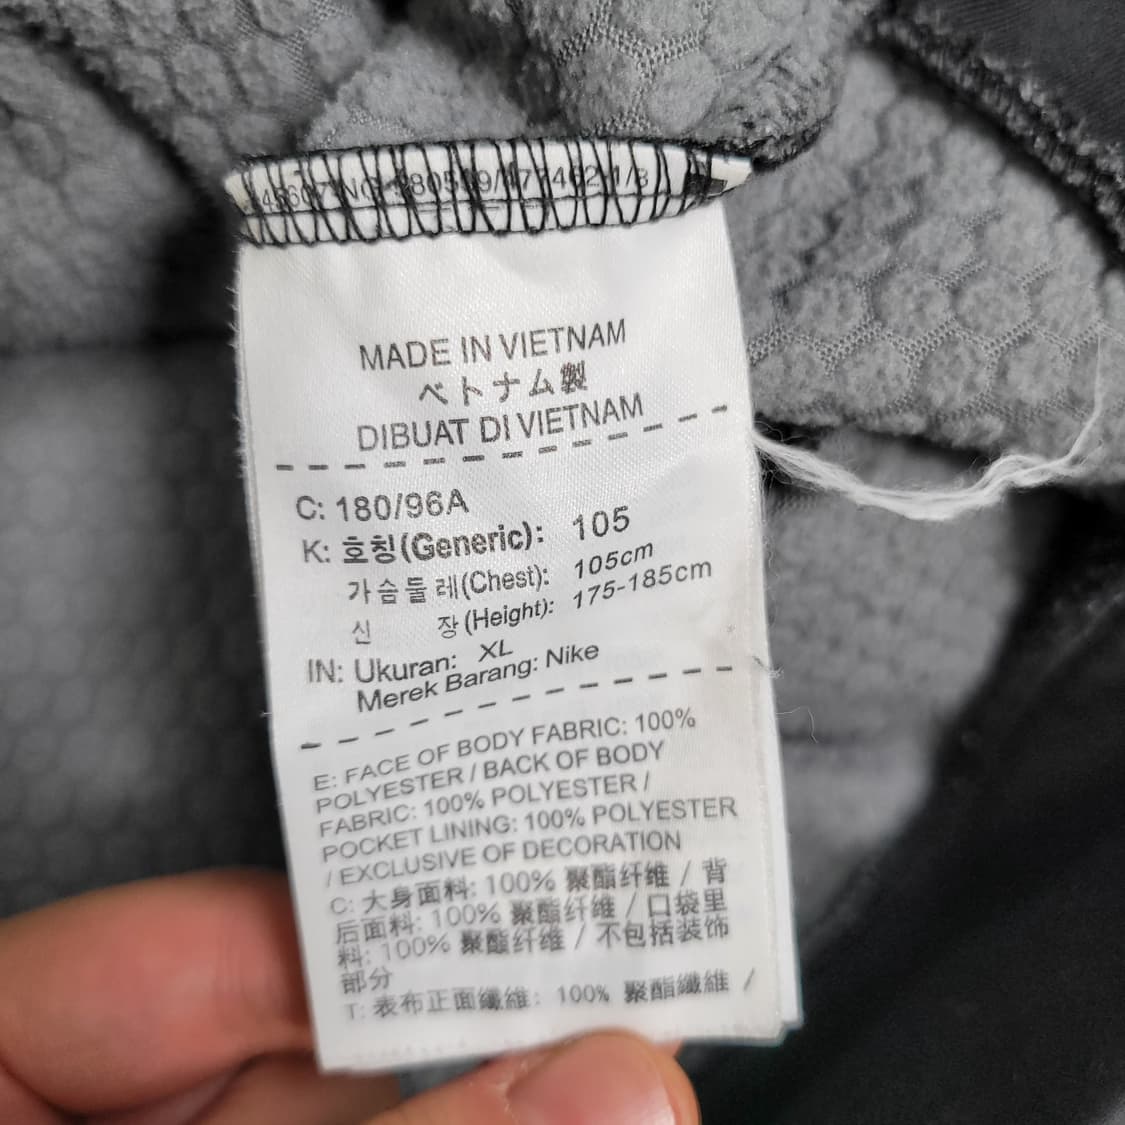 MADE IN VIETNAM
ベトナム製
DIBUAT DI VIETNAM
C: 180/96A
K: 호칭(Generic): 105
가슴둘레(Chest): 105cm
신 장(Height): 175-185cm
IN: Ukuran: XL
Merek Barang: Nike
E: FACE OF BODY FABRIC: 100%
POLYESTER / BACK OF BODY
FABRIC: 100% POLYESTER /
POCKET LINING: 100% POLYESTER
/ EXCLUSIVE OF DECORATION
C: 大身面料: 100% 聚酯纤维 / 背
后面料: 100% 聚酯纤维 / 口袋里
料: 100% 聚酯纤维 / 不包括装饰
部分
T: 表布正面纖維: 100% 聚酯纖維 /